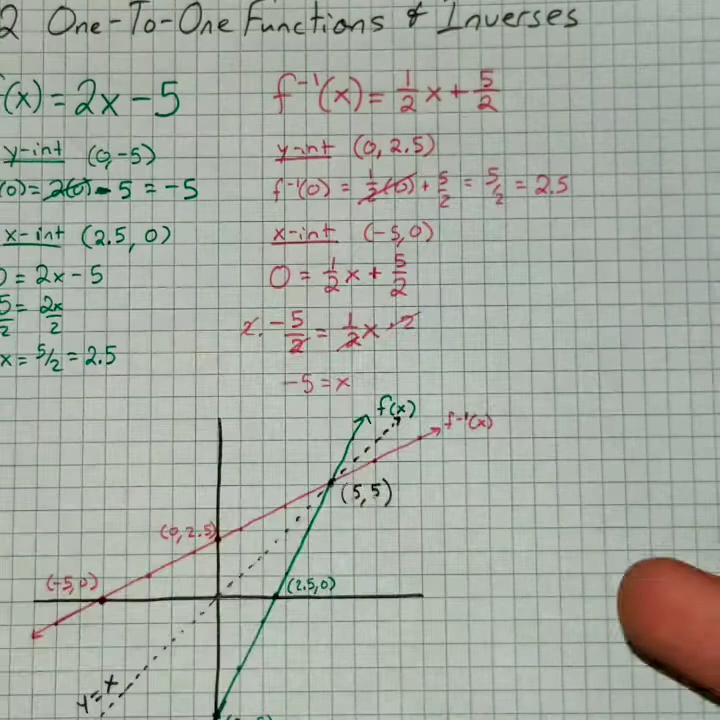 2 One-To-One Functions & Inverses
(x) = 2x - 5
y-int (0,-5)
(0) = 2(0) - 5 = -5
x-int (2.5, 0)
0 = 2x - 5
5/2 = 2x/2
x = 5/2 = 2.5
f⁻¹(x) = 1/2 x + 5/2
y-int (0, 2.5)
f⁻¹(0) = 1/2(0) + 5/2 = 5/2 = 2.5
x-int (-5, 0)
0 = 1/2 x + 5/2
2 · -5/2 = 1/2 x · 2
-5 = x
f(x)
f⁻¹(x)
(5, 5)
(0, 2.5)
(-5, 0)
(2.5, 0)
y = x